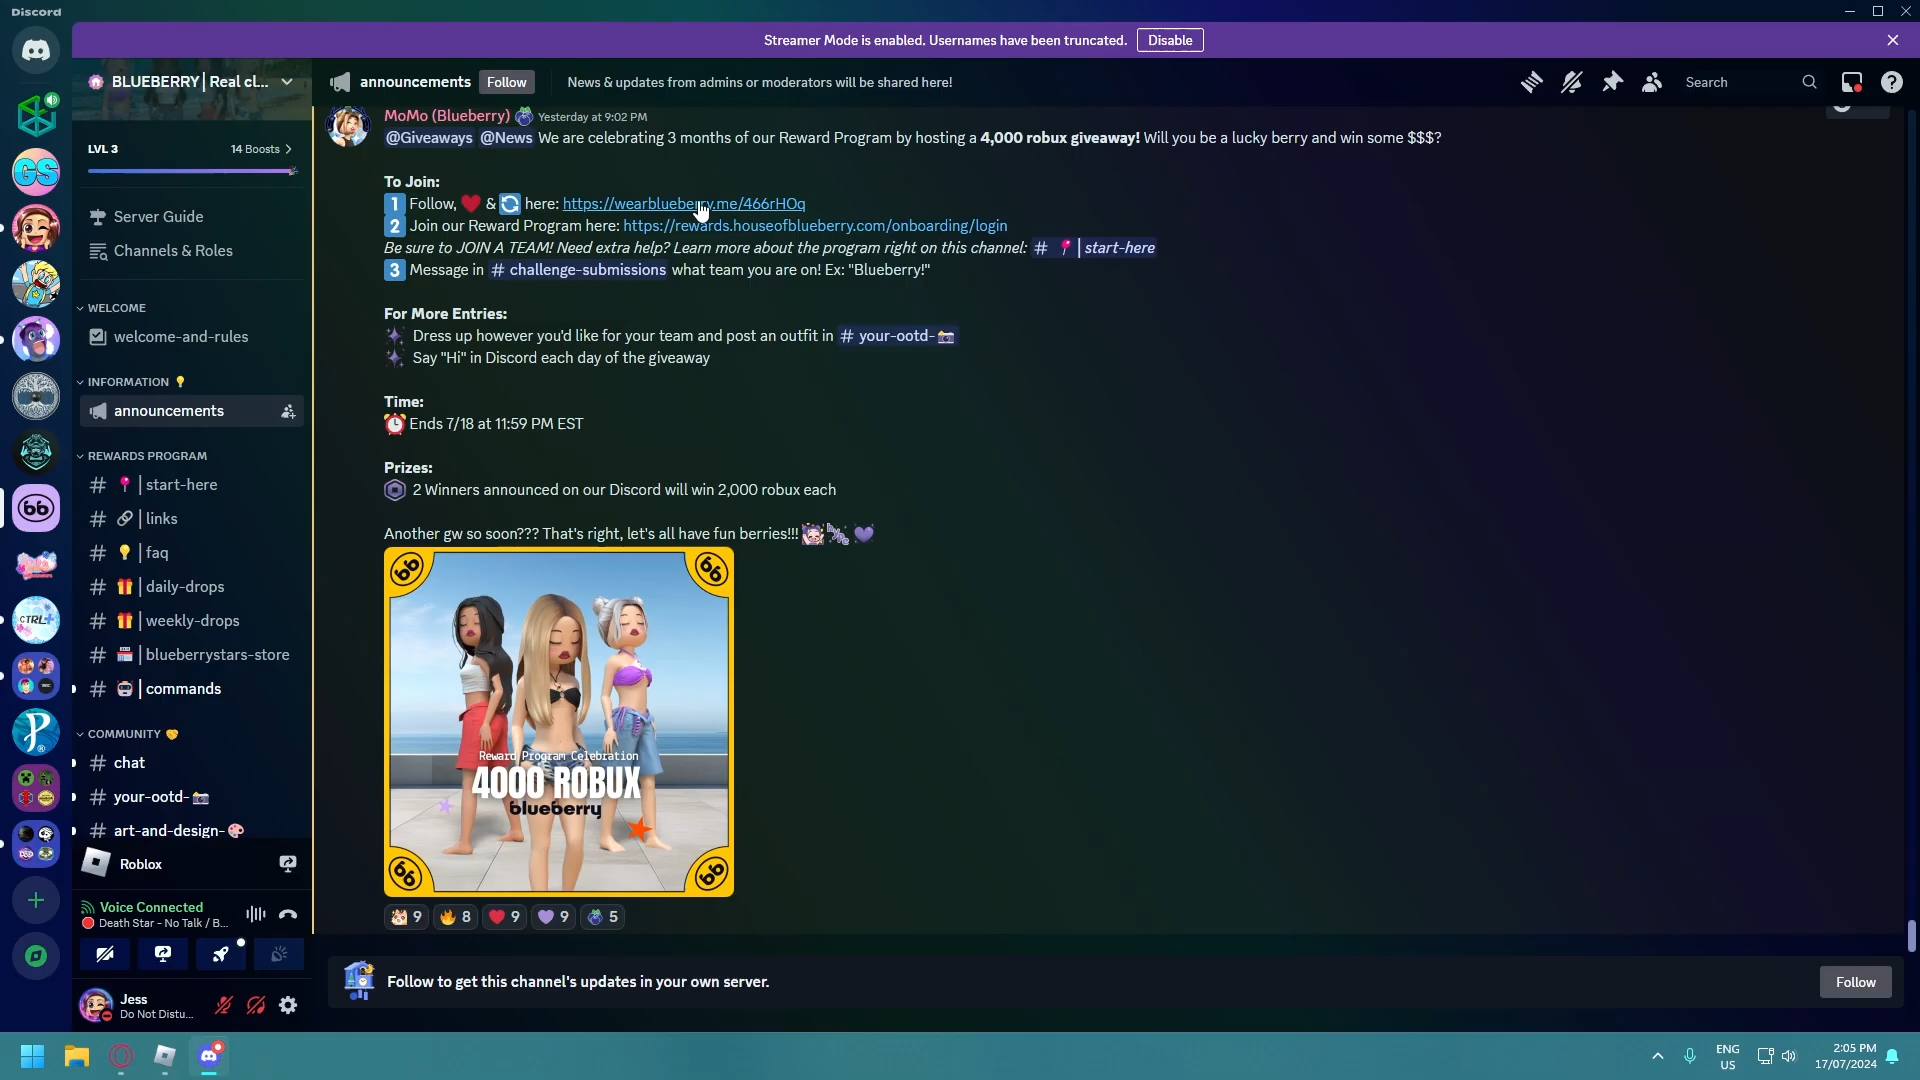 Discord
Streamer Mode is enabled. Usernames have been truncated. Disable
BLUEBERRY | Real cl...
announcements Follow News & updates from admins or moderators will be shared here! Search
LVL 3 14 Boosts
Server Guide
Channels & Roles
WELCOME
welcome-and-rules
INFORMATION
announcements
REWARDS PROGRAM
# | start-here
# | links
# | faq
# | daily-drops
# | weekly-drops
# | blueberrystars-store
# | commands
COMMUNITY
# chat
# your-ootd-
# art-and-design-
Roblox
Voice Connected
Death Star - No Talk / B...
Jess
Do Not Distu...
MoMo (Blueberry) Yesterday at 9:02 PM
@Giveaways @News We are celebrating 3 months of our Reward Program by hosting a 4,000 robux giveaway! Will you be a lucky berry and win some $$$?
To Join:
1 Follow, ❤️ & 🔄 here: https://wearblueberry.me/466rHOq
2 Join our Reward Program here: https://rewards.houseofblueberry.com/onboarding/login
Be sure to JOIN A TEAM! Need extra help? Learn more about the program right on this channel: # | start-here
3 Message in # challenge-submissions what team you are on! Ex: "Blueberry!"
For More Entries:
Dress up however you'd like for your team and post an outfit in # your-ootd-
Say "Hi" in Discord each day of the giveaway
Time:
Ends 7/18 at 11:59 PM EST
Prizes:
2 Winners announced on our Discord will win 2,000 robux each
Another gw so soon??? That's right, let's all have fun berries!!!
Reward Program Celebration
4000 ROBUX
blueberry
9 8 9 9 5
Follow to get this channel's updates in your own server. Follow
GS
CTRL+
ENG
US
2:05 PM
17/07/2024